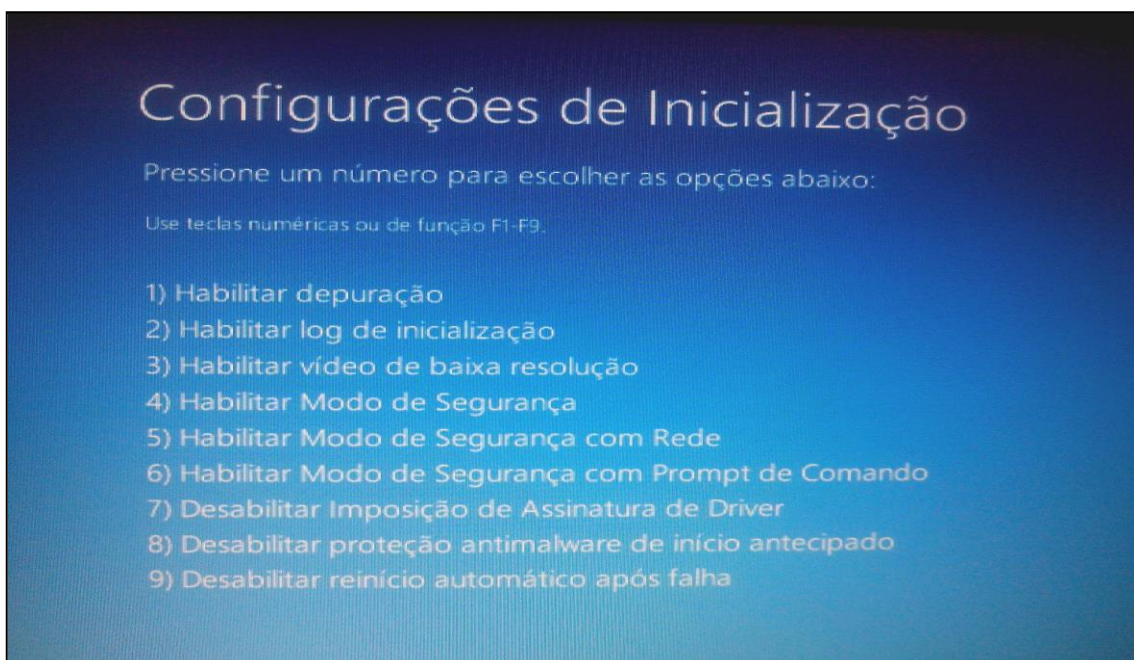 Configurações de Inicialização
Pressione um número para escolher as opções abaixo:
Use teclas numéricas ou de função F1-F9.
1) Habilitar depuração
2) Habilitar log de inicialização
3) Habilitar vídeo de baixa resolução
4) Habilitar Modo de Segurança
5) Habilitar Modo de Segurança com Rede
6) Habilitar Modo de Segurança com Prompt de Comando
7) Desabilitar Imposição de Assinatura de Driver
8) Desabilitar proteção antimalware de início antecipado
9) Desabilitar reinício automático após falha